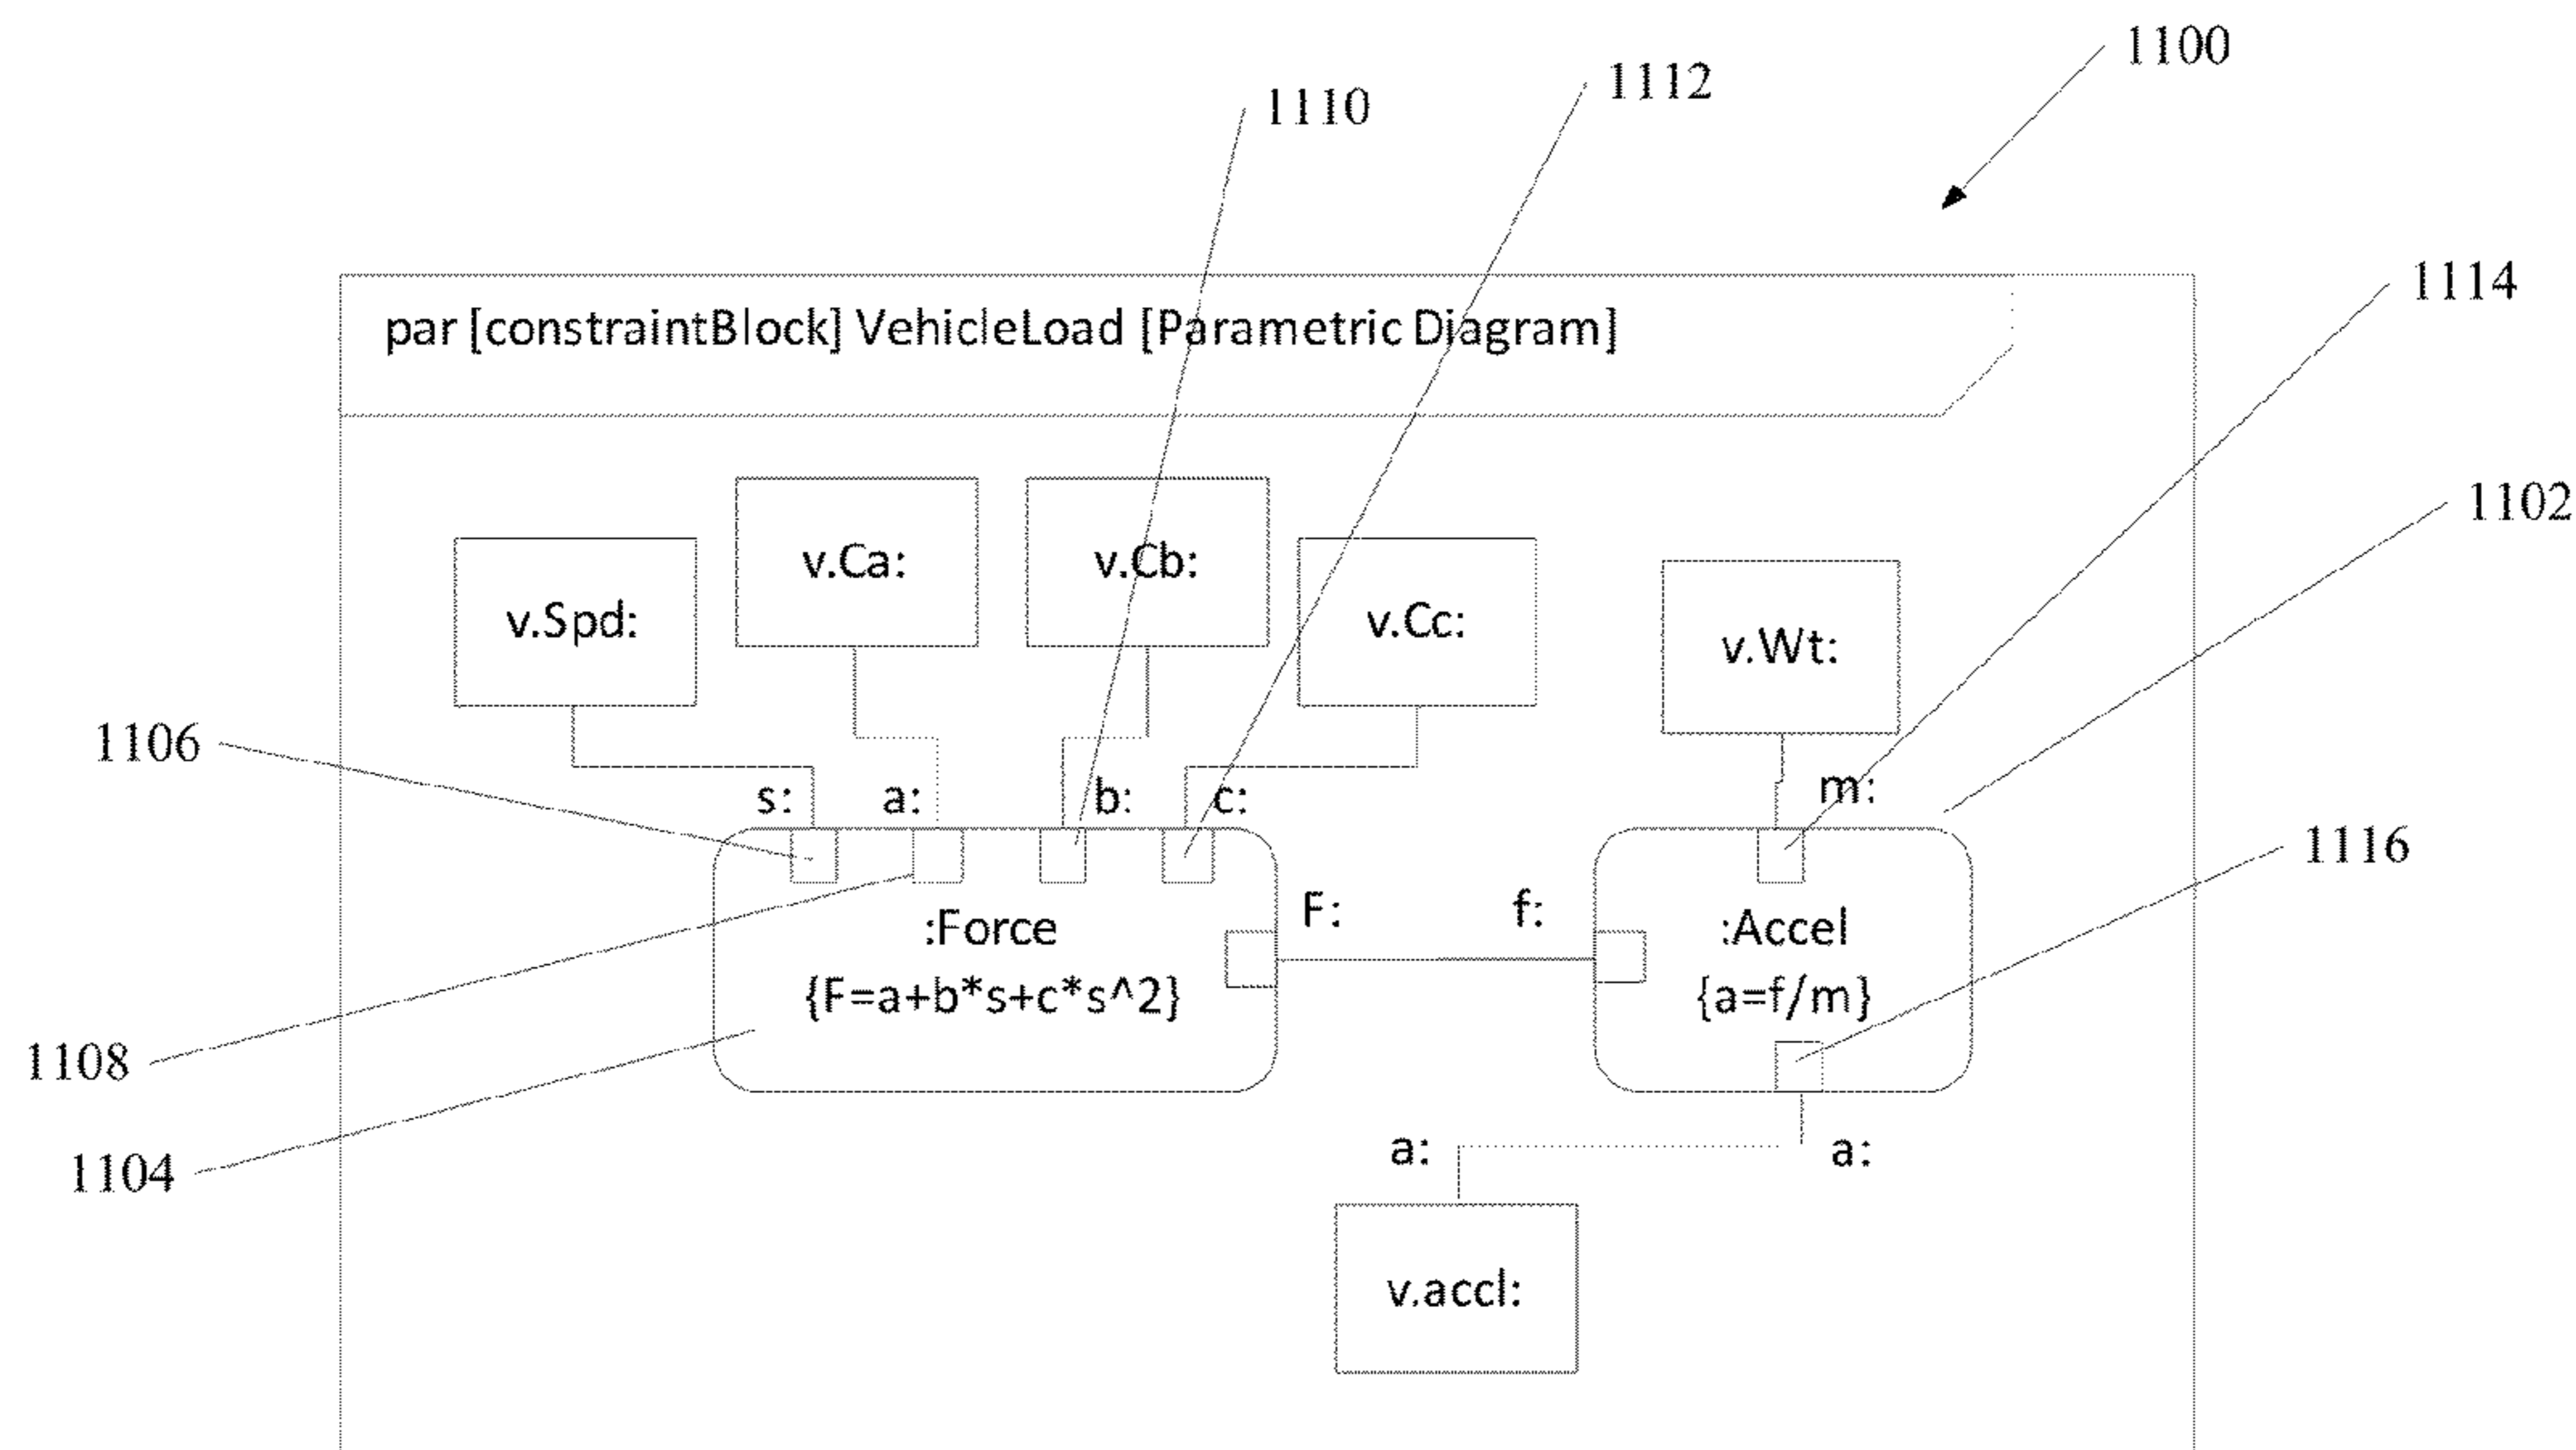 1100
1112
1110
1114
par [constraintBlock] VehicleLoad [Parametric Diagram]
1102
v.Ca:
v.Cb:
v.Spd:
v.Cc:
v.Wt:
1106
s:
a:
b:
c:
m:
1116
F:
f:
:Force
{F=a+b*s+c*s^2}
:Accel
{a=f/m}
1108
1104
a:
a:
v.accl: